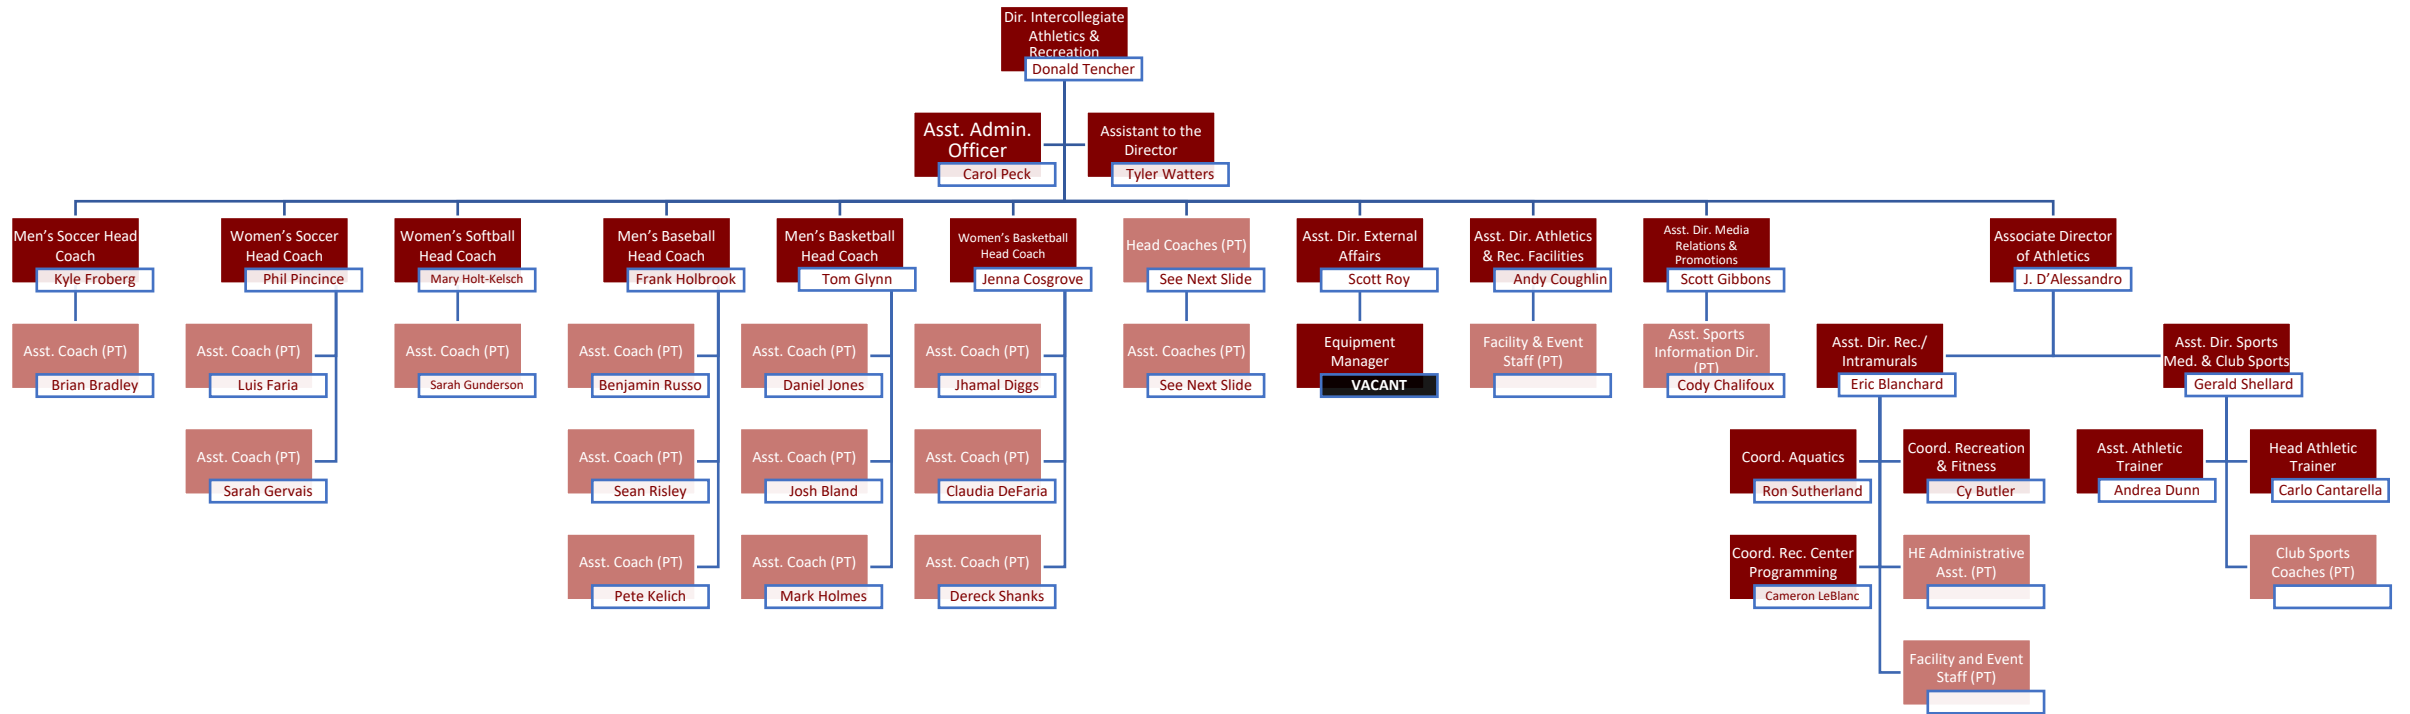 Dir. Intercollegiate
Athletics &
Recreation
Donald Tencher
Asst. Admin.
Officer
Carol Peck
Assistant to the
Director
Tyler Watters
Men's Soccer Head
Coach
Kyle Froberg
Women's Soccer
Head Coach
Phil Pincince
Women's Softball
Head Coach
Mary Holt-Kelsch
Men's Baseball
Head Coach
Frank Holbrook
Men's Basketball
Head Coach
Tom Glynn
Women's Basketball
Head Coach
Jenna Cosgrove
Head Coaches (PT)
See Next Slide
Asst. Dir. External
Affairs
Scott Roy
Asst. Dir. Athletics
& Rec. Facilities
Andy Coughlin
Asst. Dir. Media
Relations &
Promotions
Scott Gibbons
Associate Director
of Athletics
J. D'Alessandro
Asst. Coach (PT)
Brian Bradley
Asst. Coach (PT)
Luis Faria
Asst. Coach (PT)
Sarah Gunderson
Asst. Coach (PT)
Benjamin Russo
Asst. Coach (PT)
Daniel Jones
Asst. Coach (PT)
Jhamal Diggs
Asst. Coaches (PT)
See Next Slide
Equipment
Manager
VACANT
Facility & Event
Staff (PT)
Asst. Sports
Information Dir.
(PT)
Cody Chalifoux
Asst. Dir. Rec./
Intramurals
Eric Blanchard
Asst. Dir. Sports
Med. & Club Sports
Gerald Shellard
Asst. Coach (PT)
Sarah Gervais
Asst. Coach (PT)
Sean Risley
Asst. Coach (PT)
Josh Bland
Asst. Coach (PT)
Claudia DeFaria
Coord. Aquatics
Ron Sutherland
Coord. Recreation
& Fitness
Cy Butler
Asst. Athletic
Trainer
Andrea Dunn
Head Athletic
Trainer
Carlo Cantarella
Asst. Coach (PT)
Pete Kelich
Asst. Coach (PT)
Mark Holmes
Asst. Coach (PT)
Dereck Shanks
Coord. Rec. Center
Programming
Cameron LeBlanc
HE Administrative
Asst. (PT)
Club Sports
Coaches (PT)
Facility and Event
Staff (PT)